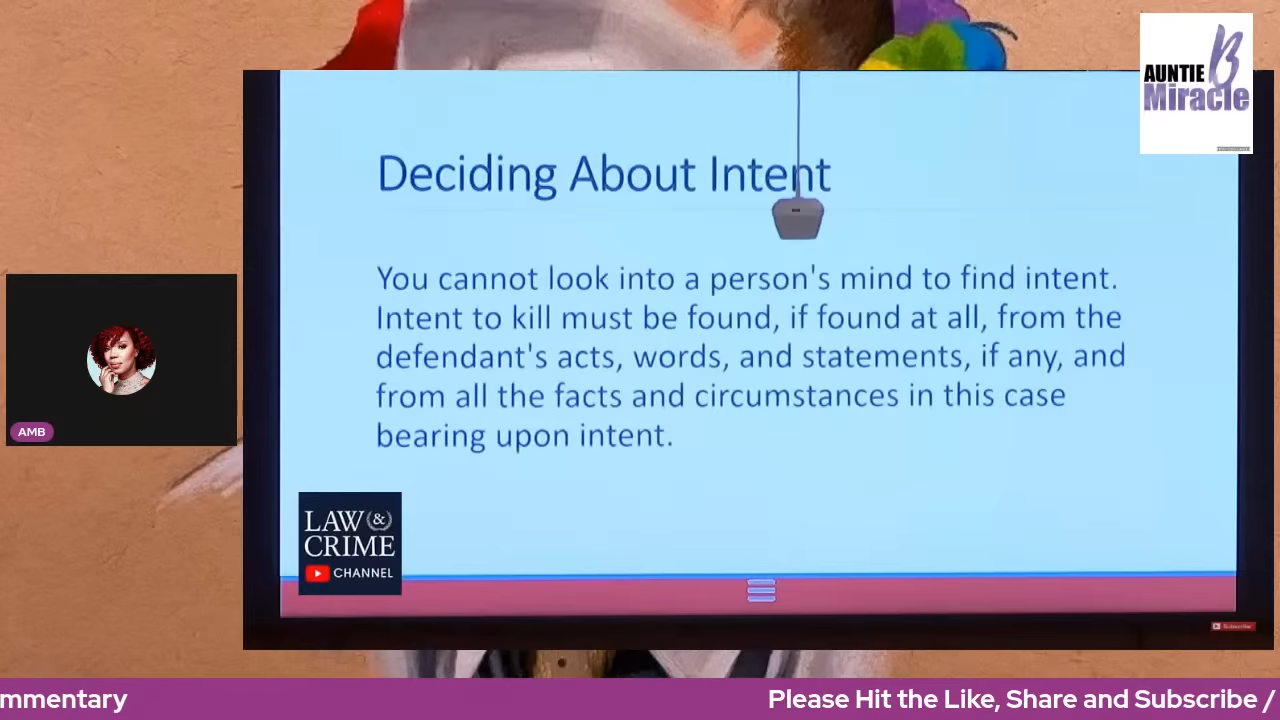 AUNTIE B
Miracle
Deciding About Intent
You cannot look into a person's mind to find intent.
Intent to kill must be found, if found at all, from the
defendant's acts, words, and statements, if any, and
from all the facts and circumstances in this case
bearing upon intent.
AMB
LAW &
CRIME
CHANNEL
Subscribe
mmentary
Please Hit the Like, Share and Subscribe /